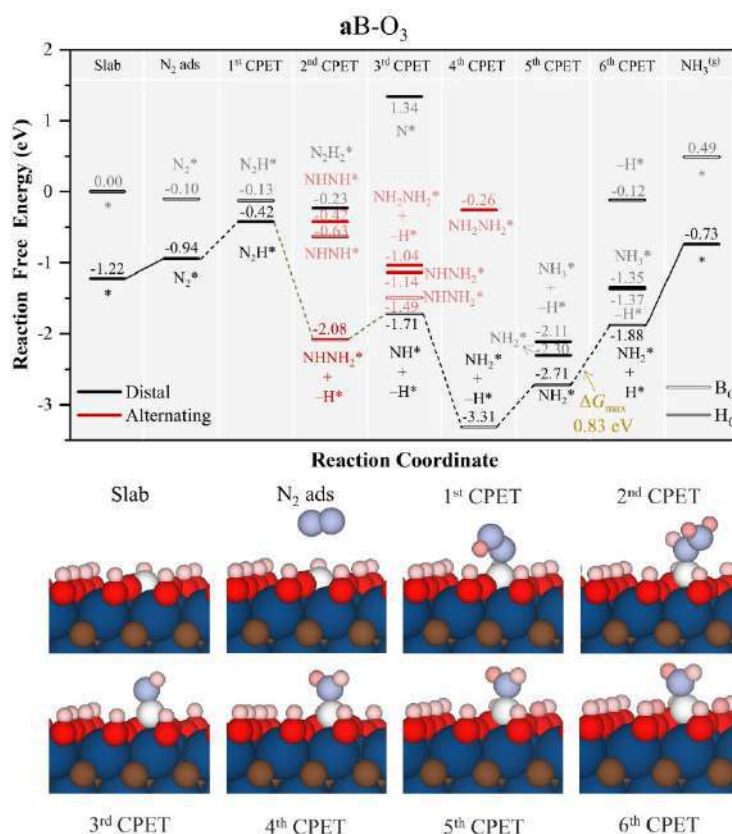 aB-O₃
Slab N₂ ads 1ˢᵗ CPET 2ⁿᵈ CPET 3ʳᵈ CPET 4ᵗʰ CPET 5ᵗʰ CPET 6ᵗʰ CPET NH₃⁽ᵍ⁾
Reaction Free Energy (eV)
2
1
0
-1
-2
-3
0.00
*
-1.22
*
N₂*
-0.10
-0.94
N₂*
N₂H*
-0.13
-0.42
N₂H*
N₂H₂*
NHNH*
-0.23
-0.42
-0.63
NHNH*
-2.08
NHNH₂*
+
–H*
1.34
N*
NH₂NH₂*
+
–H*
-1.04
NHNH₂*
-1.14
NHNH₂*
-1.49
-1.71
NH*
+
–H*
-0.26
NH₂NH₂*
NH₂*
+
–H*
-3.31
NH₃*
+
–H*
-2.11
NH₂*
-2.30
-2.71
NH₂*
–H*
-0.12
NH₃*
-1.35
-1.37
–H*
-1.88
NH₂*
+
H*
0.49
*
-0.73
*
ΔGmax
0.83 eV
Distal
Alternating
Reaction Coordinate
Slab N₂ ads 1ˢᵗ CPET 2ⁿᵈ CPET
3ʳᵈ CPET 4ᵗʰ CPET 5ᵗʰ CPET 6ᵗʰ CPET